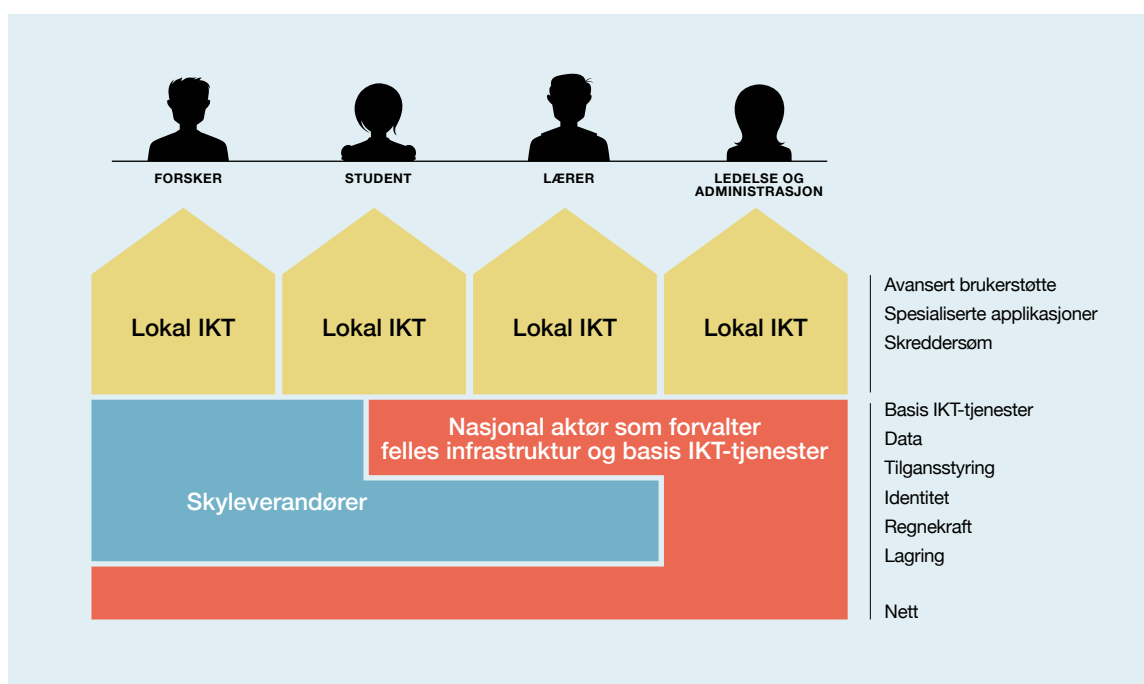 FORSKER
STUDENT
LÆRER
LEDELSE OG
ADMINISTRASJON
Lokal IKT
Lokal IKT
Lokal IKT
Lokal IKT
Avansert brukerstøtte
Spesialiserte applikasjoner
Skreddersøm
Nasjonal aktør som forvalter
felles infrastruktur og basis IKT-tjenester
Skyleverandører
Basis IKT-tjenester
Data
Tilgansstyring
Identitet
Regnekraft
Lagring
Nett